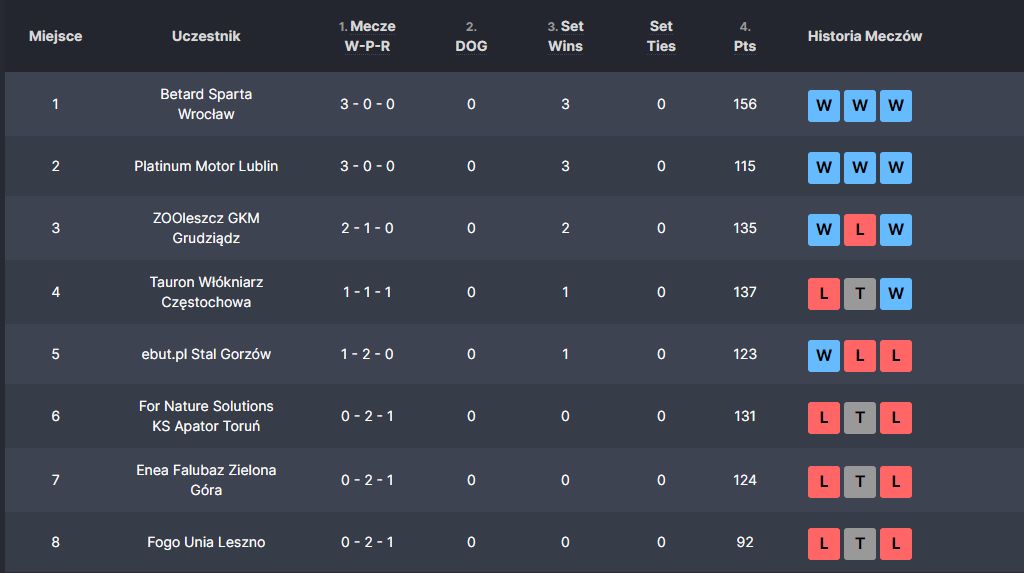 Miejsce Uczestnik 1. Mecze W-P-R 2. DOG 3. Set Wins Set Ties 4. Pts Historia Meczów
1 Betard Sparta Wrocław 3 - 0 - 0 0 3 0 156 W W W
2 Platinum Motor Lublin 3 - 0 - 0 0 3 0 115 W W W
3 ZOOleszcz GKM Grudziądz 2 - 1 - 0 0 2 0 135 W L W
4 Tauron Włókniarz Częstochowa 1 - 1 - 1 0 1 0 137 L T W
5 ebut.pl Stal Gorzów 1 - 2 - 0 0 1 0 123 W L L
6 For Nature Solutions KS Apator Toruń 0 - 2 - 1 0 0 0 131 L T L
7 Enea Falubaz Zielona Góra 0 - 2 - 1 0 0 0 124 L T L
8 Fogo Unia Leszno 0 - 2 - 1 0 0 0 92 L T L